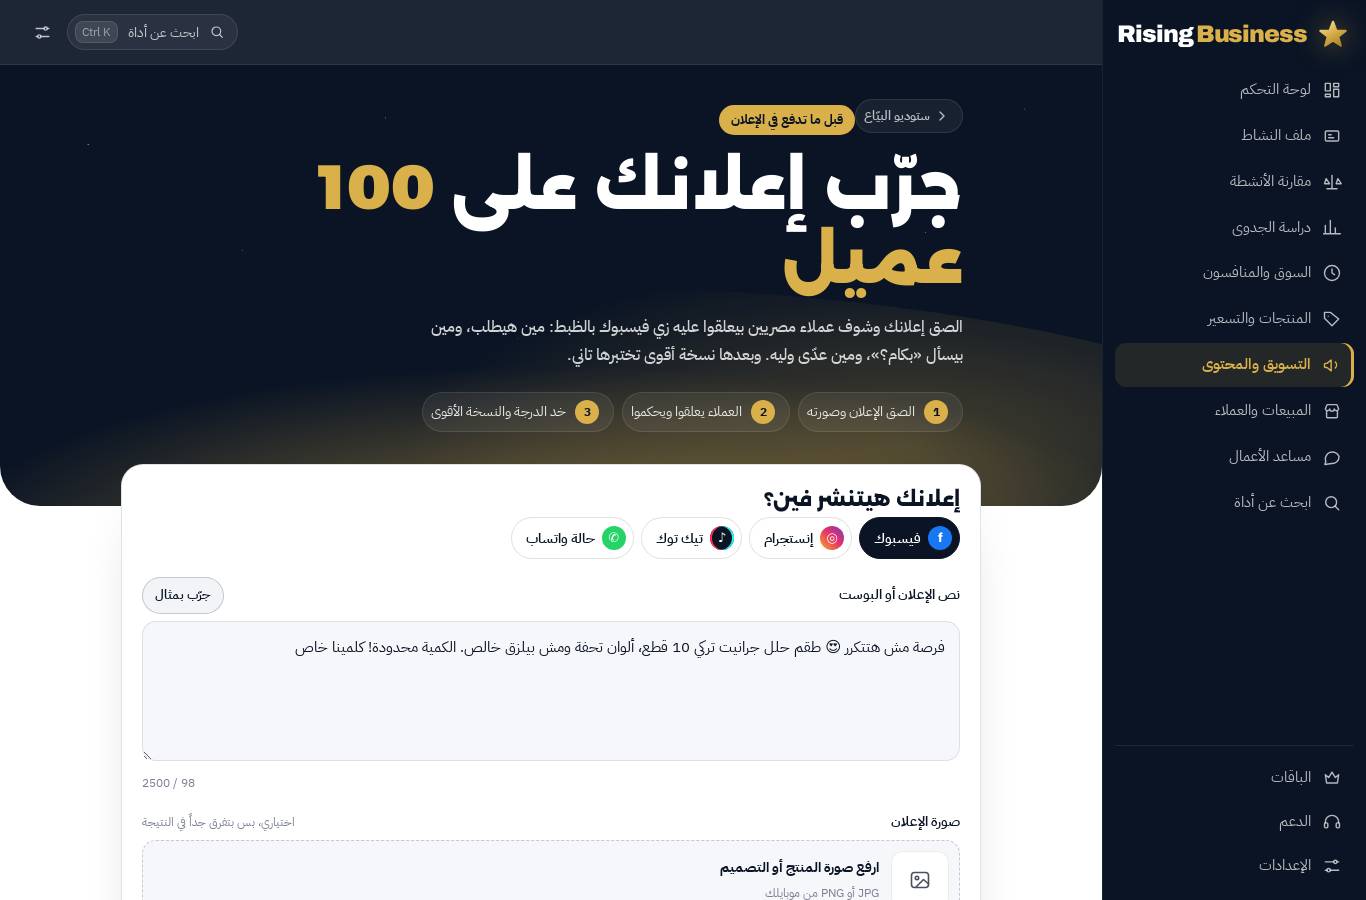 Rising Business
لوحة التحكم
ملف النشاط
مقارنة الأنشطة
دراسة الجدوى
السوق والمنافسون
المنتجات والتسعير
التسويق والمحتوى
المبيعات والعملاء
مساعد الأعمال
ابحث عن أداة
الباقات
الدعم
الإعدادات
ابحث عن أداة Ctrl K
ستوديو البيّاع
قبل ما تدفع في الإعلان
جرّب إعلانك على 100
عميل
الصق إعلانك وشوف عملاء مصريين بيعلقوا عليه زي فيسبوك بالظبط: مين هيطلب، ومين
بيسأل «بكام؟»، ومين عدّى وليه. وبعدها نسخة أقوى تختبرها تاني.
1 الصق الإعلان وصورته
2 العملاء يعلقوا ويحكموا
3 خد الدرجة والنسخة الأقوى
إعلانك هيتنشر فين؟
فيسبوك
إنستجرام
تيك توك
حالة واتساب
نص الإعلان أو البوست
جرّب بمثال
فرصة مش هتتكرر 😍 طقم حلل جرانيت تركي 10 قطع، ألوان تحفة ومش بيلزق خالص. الكمية محدودة! كلمينا خاص
98 / 2500
صورة الإعلان
اختياري، بس بتفرق جداً في النتيجة
ارفع صورة المنتج أو التصميم
JPG أو PNG من موبايلك